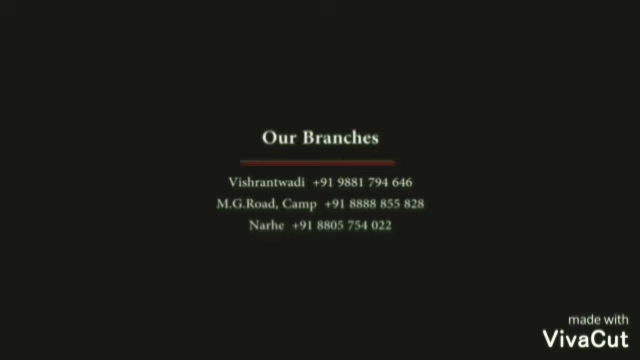 Our Branches
Vishrantwadi +91 9881 794 646
M.G.Road, Camp +91 8888 855 828
Narhe +91 8805 754 022
made with
VivaCut